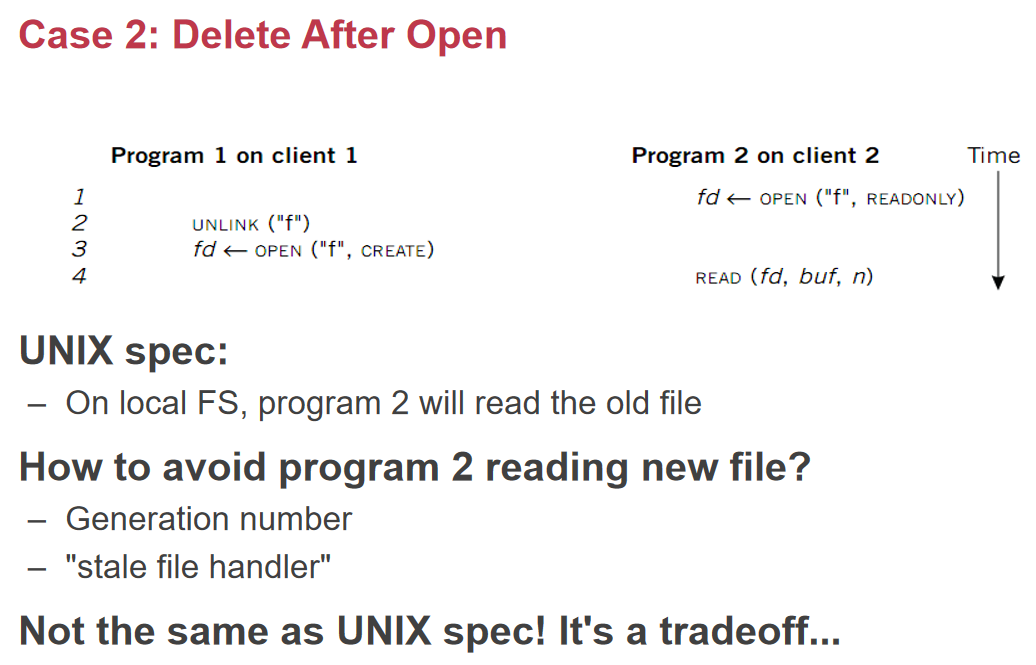 Case 2: Delete After Open
Program 1 on client 1 Program 2 on client 2 Time
1 fd ← OPEN ("f", READONLY)
2 UNLINK ("f")
3 fd ← OPEN ("f", CREATE)
4 READ (fd, buf, n)
UNIX spec:
– On local FS, program 2 will read the old file
How to avoid program 2 reading new file?
– Generation number
– "stale file handler"
Not the same as UNIX spec! It's a tradeoff...